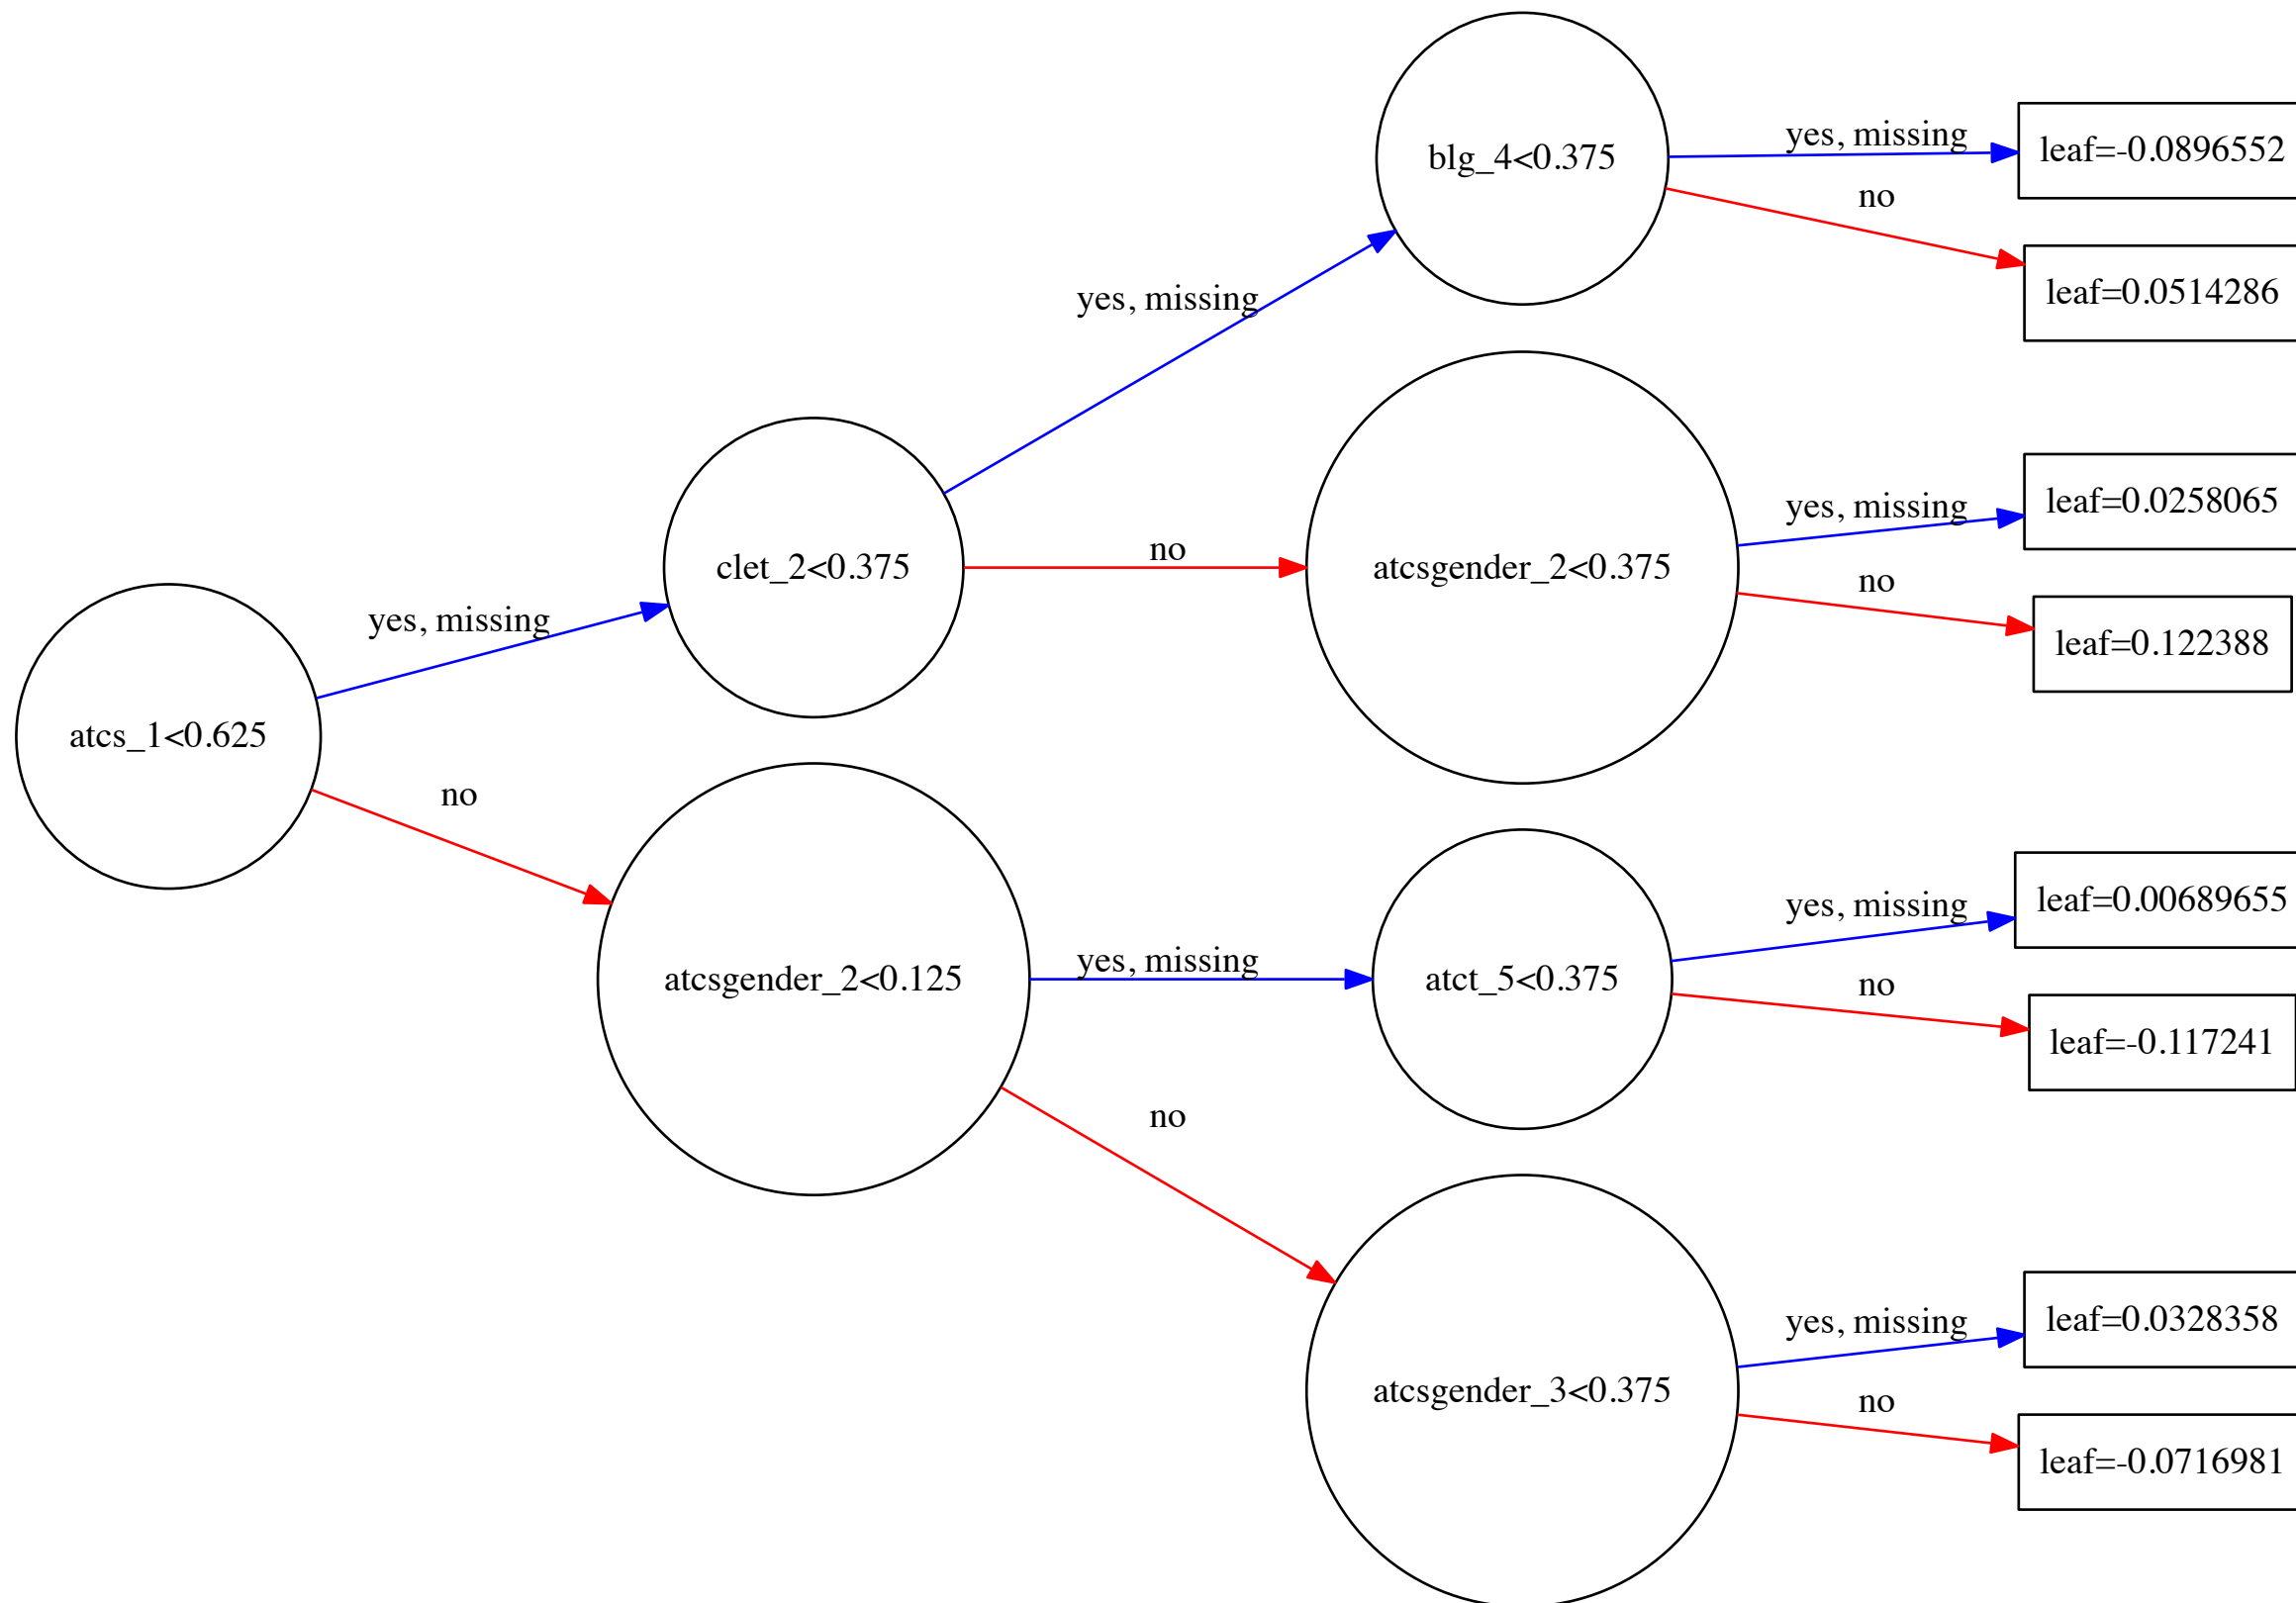 blg_4<0.375
yes, missing
leaf=-0.0896552
no
leaf=0.0514286
yes, missing
clet_2<0.375
no
atcsgender_2<0.375
yes, missing
leaf=0.0258065
no
leaf=0.122388
yes, missing
atcs_1<0.625
no
atcsgender_2<0.125
yes, missing
atct_5<0.375
yes, missing
leaf=0.00689655
no
leaf=-0.117241
no
atcsgender_3<0.375
yes, missing
leaf=0.0328358
no
leaf=-0.0716981